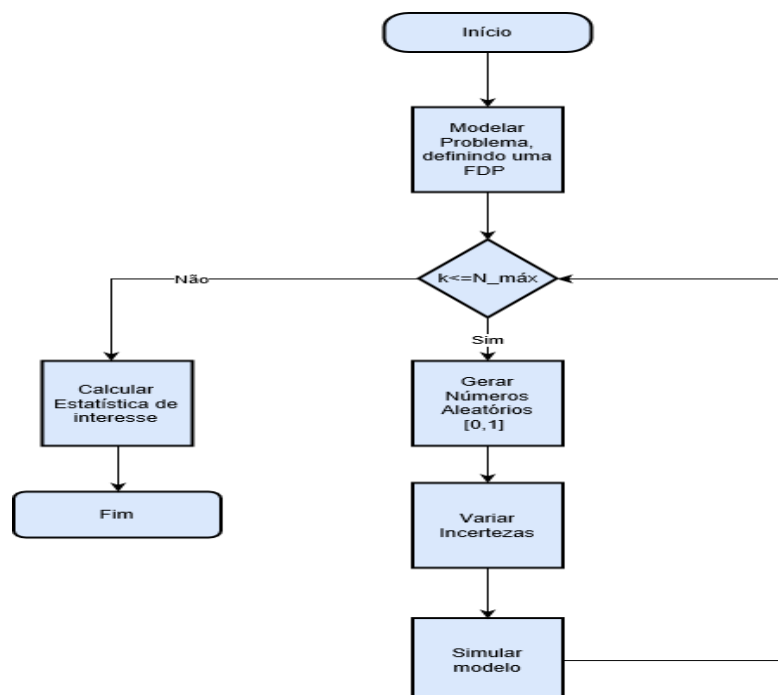 Início
Modelar
Problema,
definindo uma
FDP
k<=N_máx
Não
Sim
Calcular
Estatística de
interesse
Gerar
Números
Aleatórios
[0,1]
Fim
Variar
Incertezas
Simular
modelo